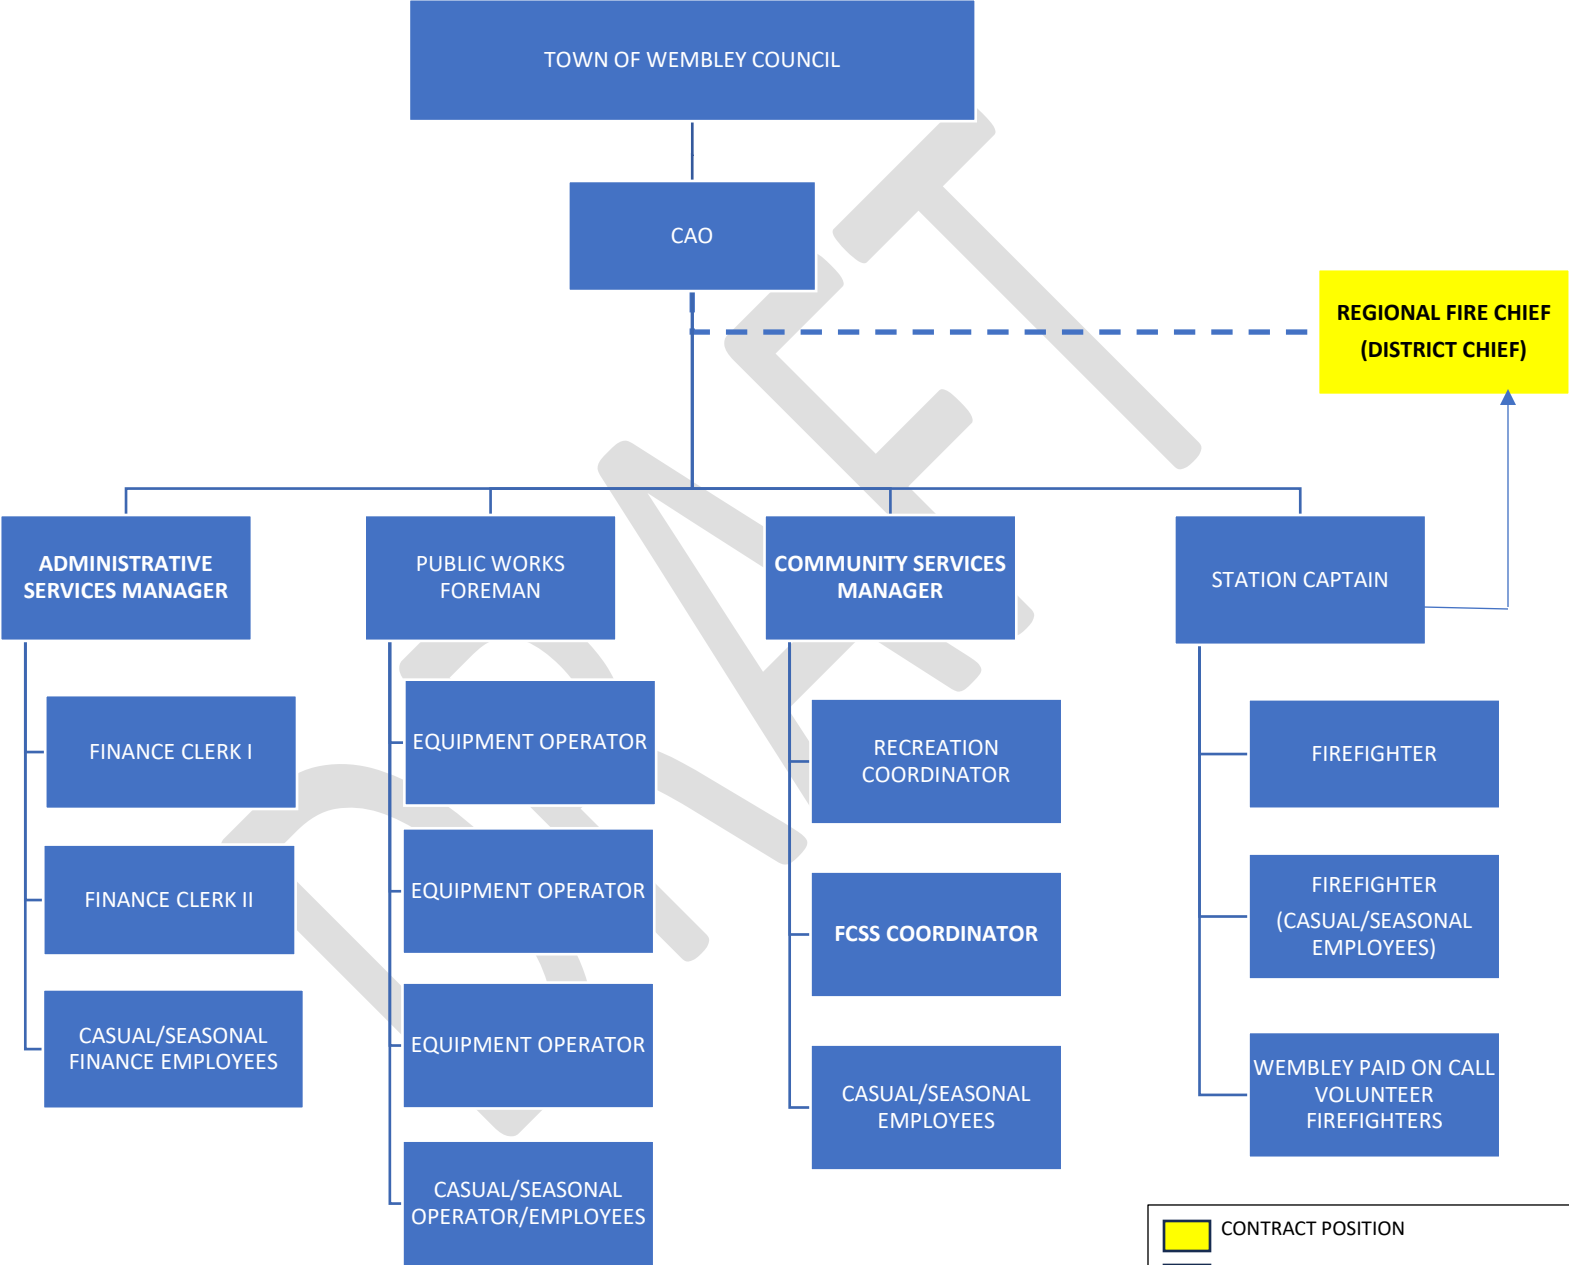 TOWN OF WEMBLEY COUNCIL
CAO
REGIONAL FIRE CHIEF
(DISTRICT CHIEF)
ADMINISTRATIVE
SERVICES MANAGER
PUBLIC WORKS
FOREMAN
COMMUNITY SERVICES
MANAGER
STATION CAPTAIN
FINANCE CLERK I
FINANCE CLERK II
CASUAL/SEASONAL
FINANCE EMPLOYEES
EQUIPMENT OPERATOR
EQUIPMENT OPERATOR
EQUIPMENT OPERATOR
CASUAL/SEASONAL
OPERATOR/EMPLOYEES
RECREATION
COORDINATOR
FCSS COORDINATOR
CASUAL/SEASONAL
EMPLOYEES
FIREFIGHTER
FIREFIGHTER
(CASUAL/SEASONAL
EMPLOYEES)
WEMBLEY PAID ON CALL
VOLUNTEER
FIREFIGHTERS
CONTRACT POSITION
DRAFT